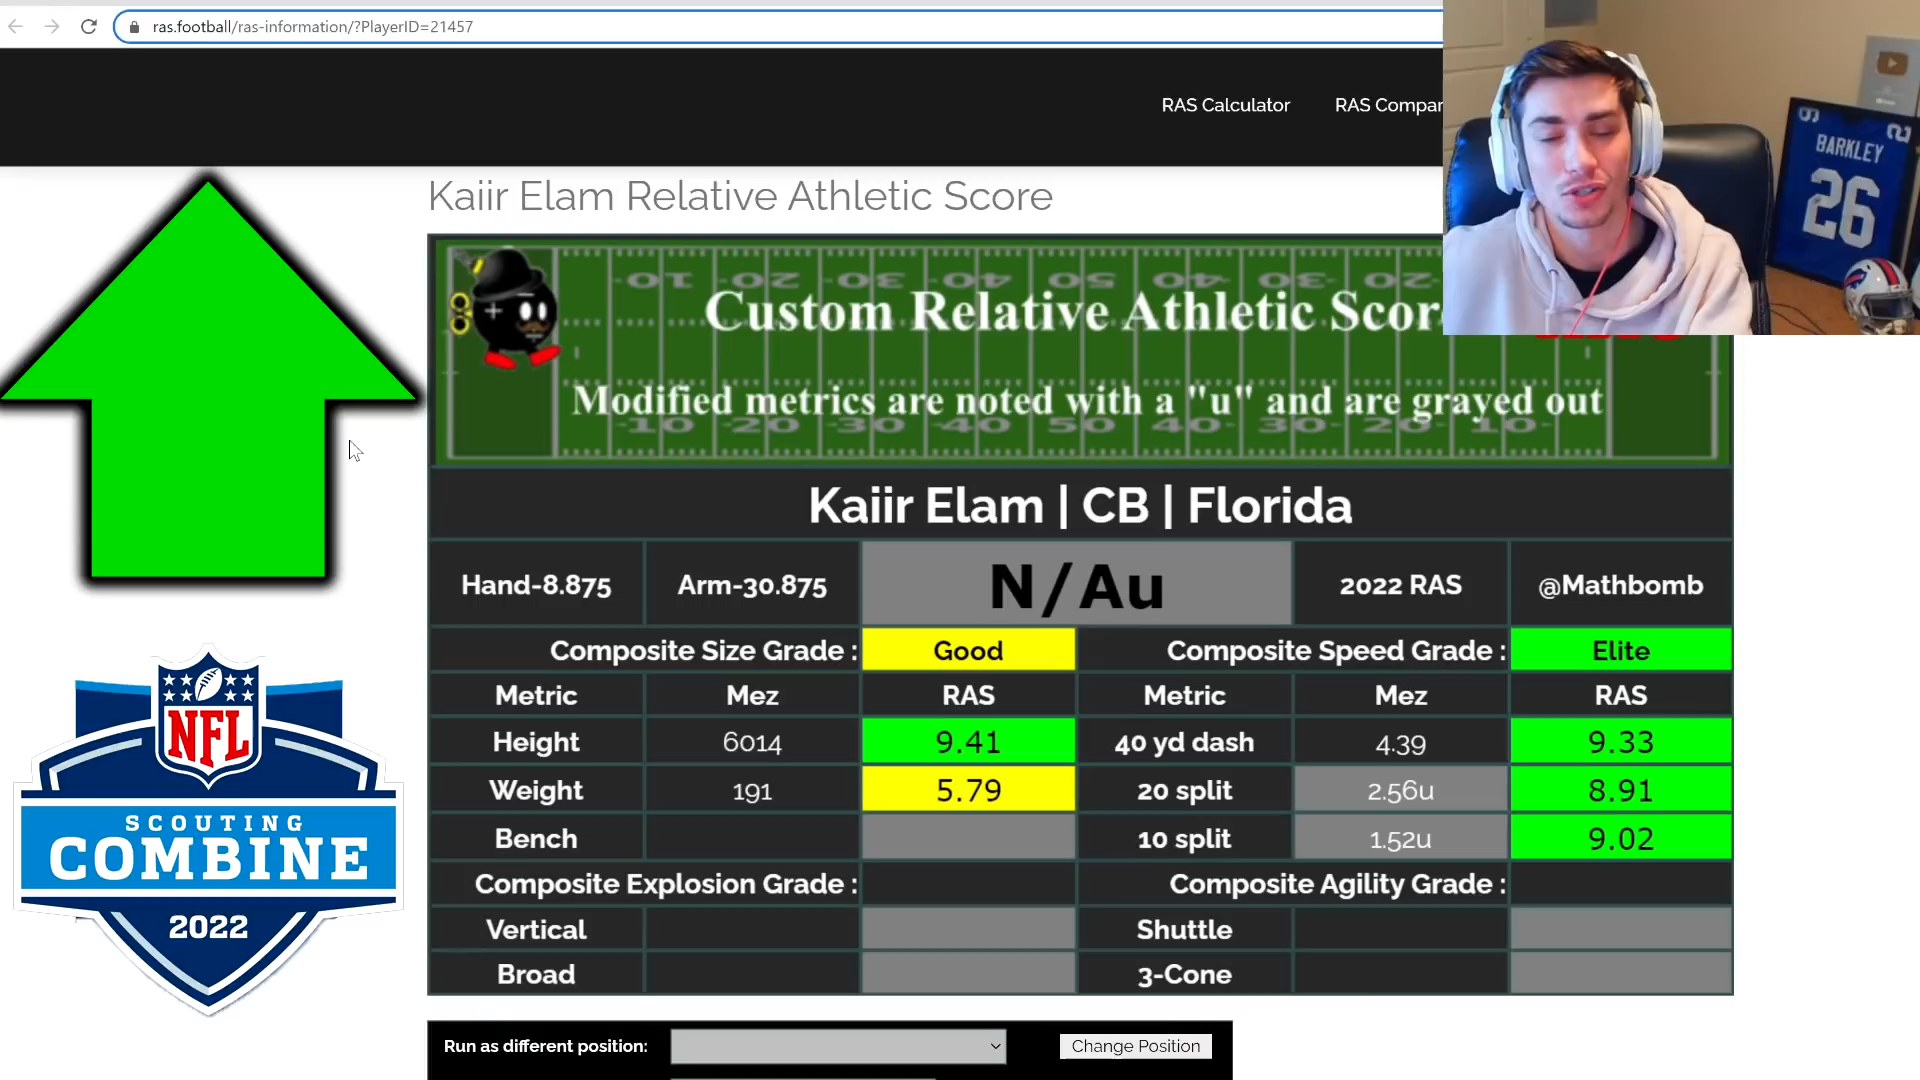 ras.football/ras-information/?PlayerID=21457
RAS Calculator RAS Compar
BARKLEY
26
Kaiir Elam Relative Athletic Score
Custom Relative Athletic Scor
Modified metrics are noted with a "u" and are grayed out
Kaiir Elam | CB | Florida
Hand-8.875 Arm-30.875 N/Au 2022 RAS @Mathbomb
Composite Size Grade : Good Composite Speed Grade : Elite
Metric Mez RAS Metric Mez RAS
Height 6014 9.41 40 yd dash 4.39 9.33
Weight 191 5.79 20 split 2.56u 8.91
Bench 10 split 1.52u 9.02
Composite Explosion Grade : Composite Agility Grade :
Vertical Shuttle
Broad 3-Cone
Run as different position: Change Position
NFL
SCOUTING
COMBINE
2022